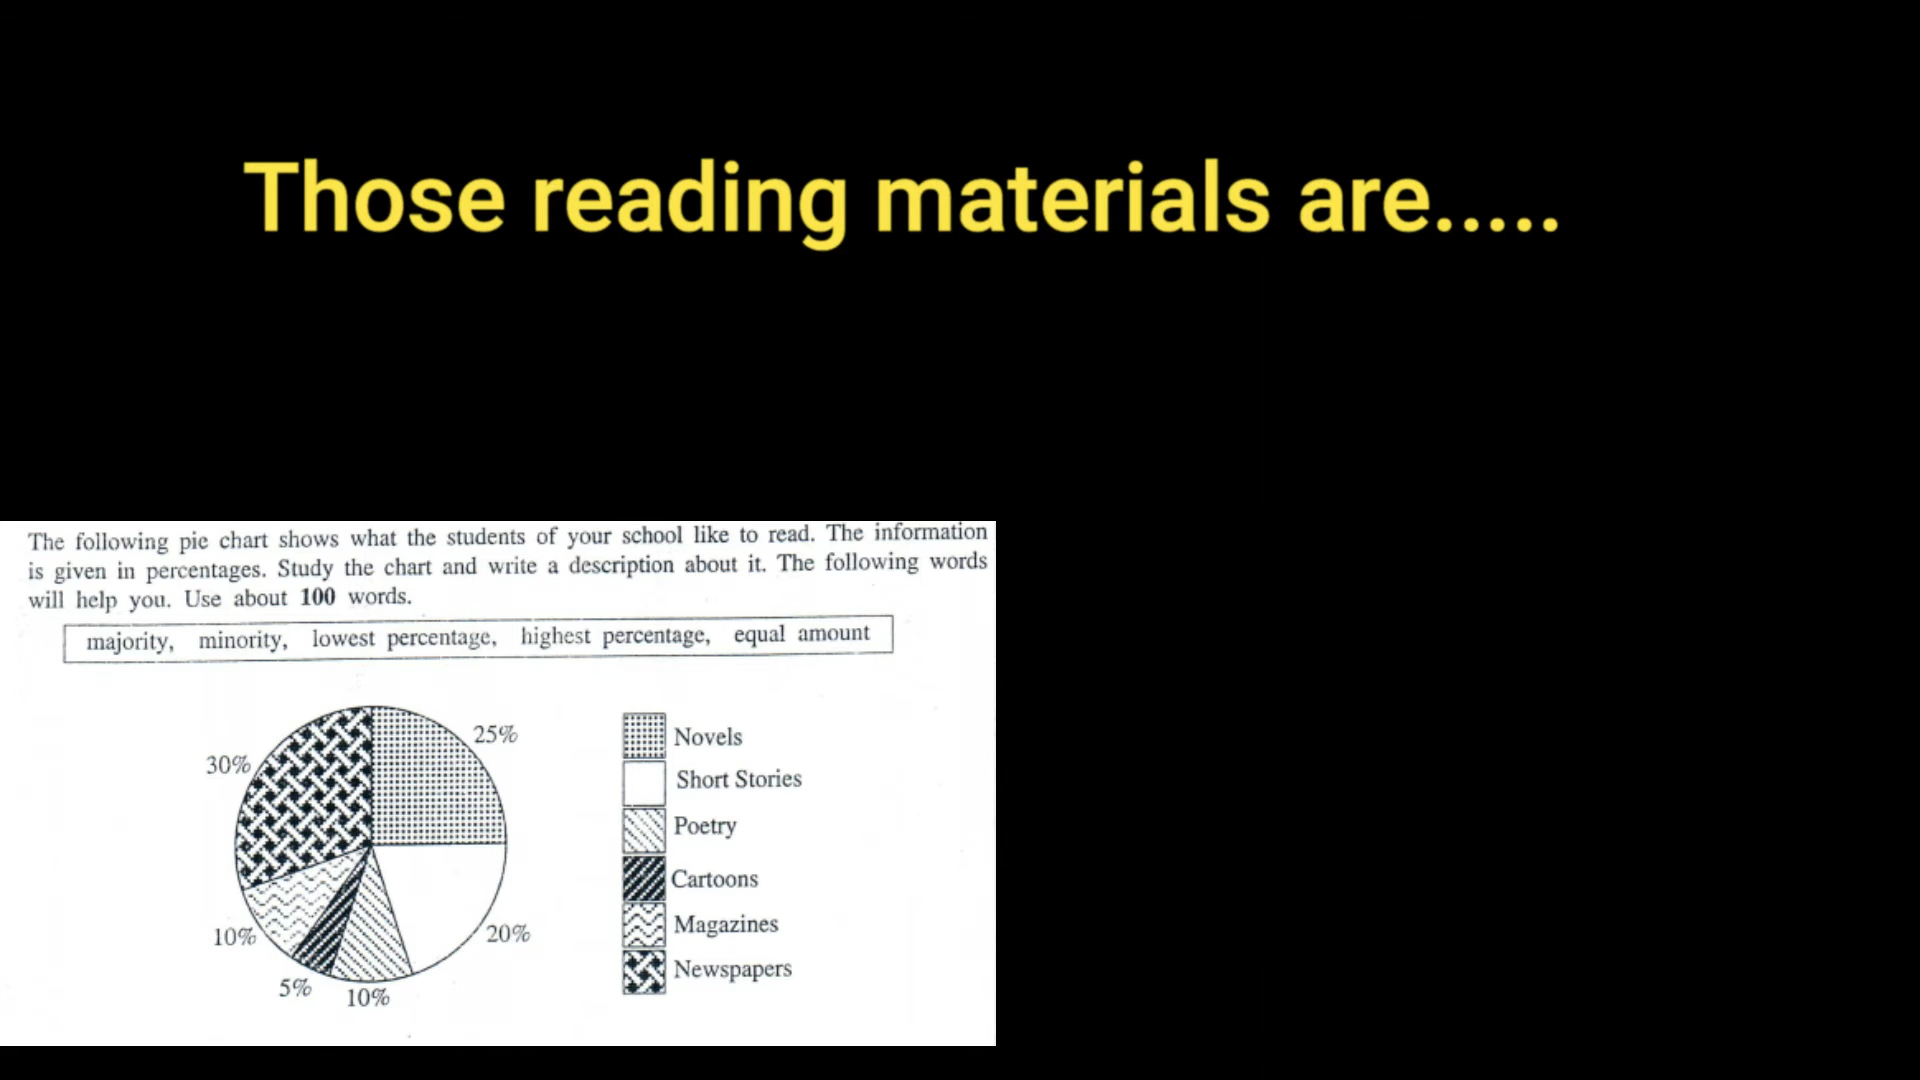 Those reading materials are.....
The following pie chart shows what the students of your school like to read. The information
is given in percentages. Study the chart and write a description about it. The following words
will help you. Use about 100 words.
majority, minority, lowest percentage, highest percentage, equal amount
25%
30%
20%
10%
5%
10%
Novels
Short Stories
Poetry
Cartoons
Magazines
Newspapers